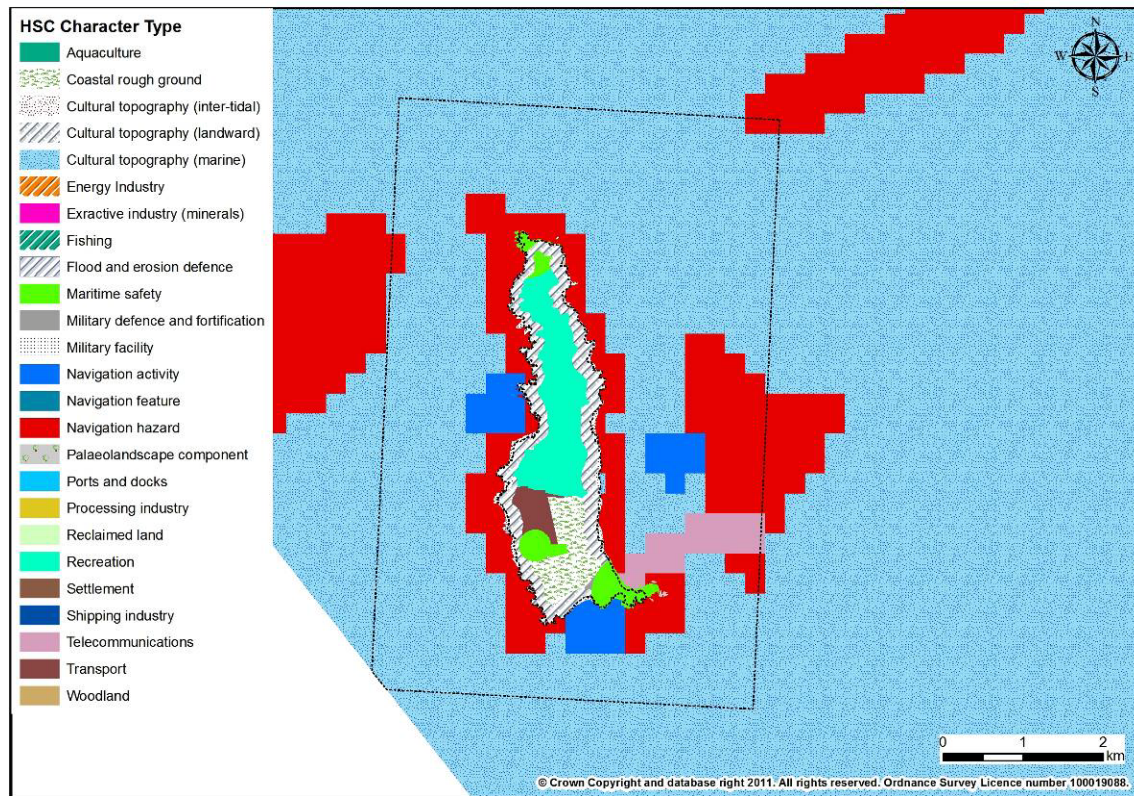 HSC Character Type
Aquaculture
Coastal rough ground
Cultural topography (inter-tidal)
Cultural topography (landward)
Cultural topography (marine)
Energy Industry
Exractive industry (minerals)
Fishing
Flood and erosion defence
Maritime safety
Military defence and fortification
Military facility
Navigation activity
Navigation feature
Navigation hazard
Palaeolandscape component
Ports and docks
Processing industry
Reclaimed land
Recreation
Settlement
Shipping industry
Telecommunications
Transport
Woodland
N
W E
S
0 1 2
km
© Crown Copyright and database right 2011. All rights reserved. Ordnance Survey Licence number 100019088.